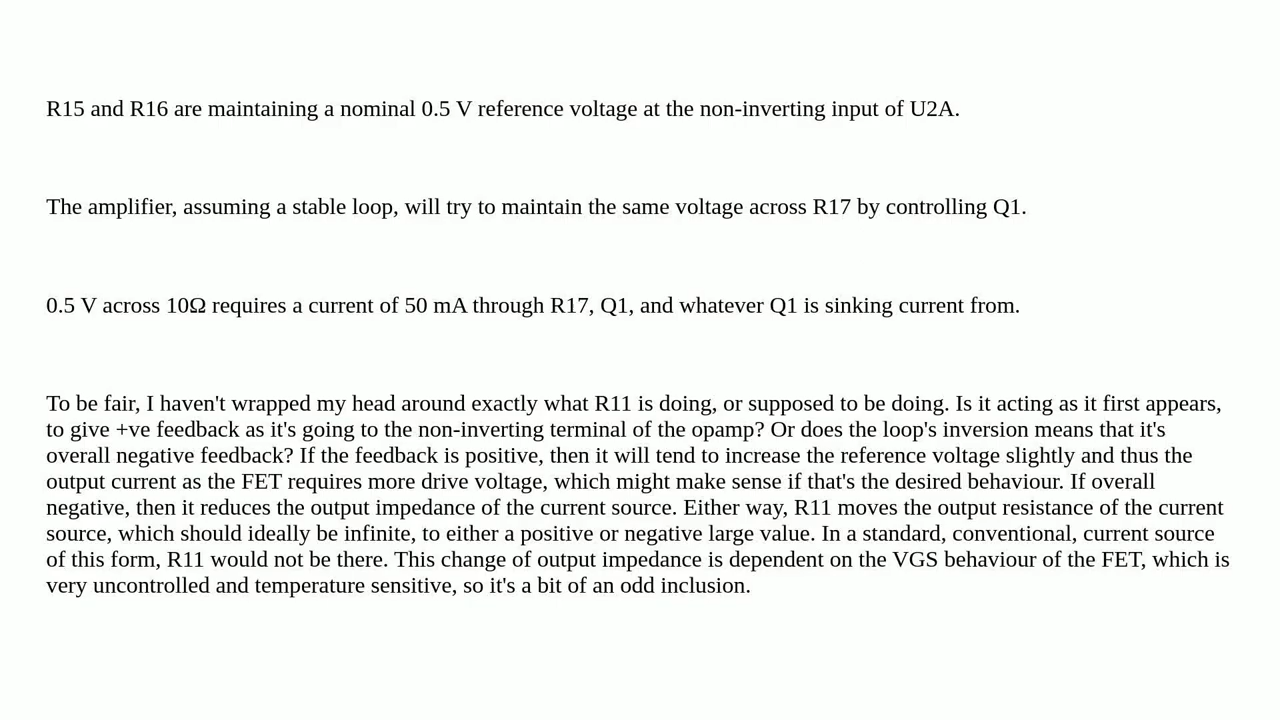 R15 and R16 are maintaining a nominal 0.5 V reference voltage at the non-inverting input of U2A.
The amplifier, assuming a stable loop, will try to maintain the same voltage across R17 by controlling Q1.
0.5 V across 10Ω requires a current of 50 mA through R17, Q1, and whatever Q1 is sinking current from.
To be fair, I haven't wrapped my head around exactly what R11 is doing, or supposed to be doing. Is it acting as it first appears,
to give +ve feedback as it's going to the non-inverting terminal of the opamp? Or does the loop's inversion means that it's
overall negative feedback? If the feedback is positive, then it will tend to increase the reference voltage slightly and thus the
output current as the FET requires more drive voltage, which might make sense if that's the desired behaviour. If overall
negative, then it reduces the output impedance of the current source. Either way, R11 moves the output resistance of the current
source, which should ideally be infinite, to either a positive or negative large value. In a standard, conventional, current source
of this form, R11 would not be there. This change of output impedance is dependent on the VGS behaviour of the FET, which is
very uncontrolled and temperature sensitive, so it's a bit of an odd inclusion.